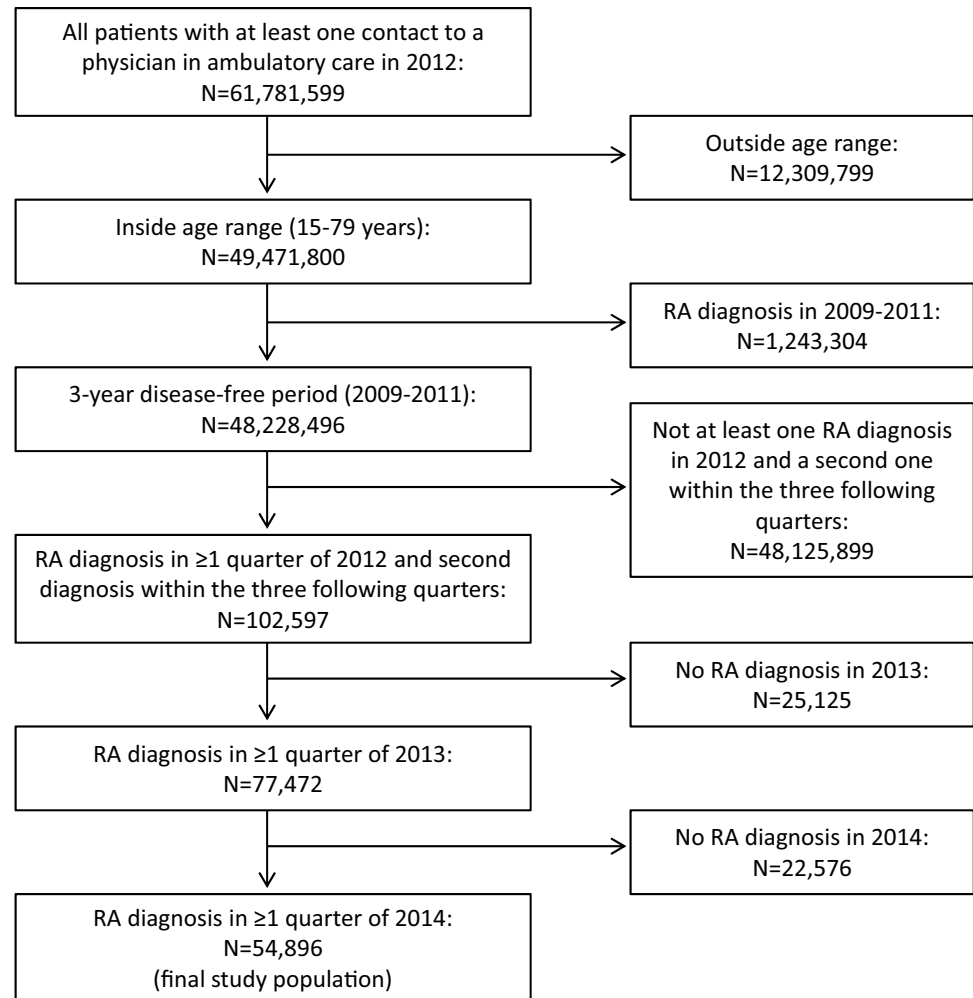 All patients with at least one contact to a
physician in ambulatory care in 2012:
N=61,781,599
Outside age range:
N=12,309,799
Inside age range (15-79 years):
N=49,471,800
RA diagnosis in 2009-2011:
N=1,243,304
3-year disease-free period (2009-2011):
N=48,228,496
Not at least one RA diagnosis
in 2012 and a second one
within the three following
quarters:
N=48,125,899
RA diagnosis in ≥1 quarter of 2012 and second
diagnosis within the three following quarters:
N=102,597
No RA diagnosis in 2013:
N=25,125
RA diagnosis in ≥1 quarter of 2013:
N=77,472
No RA diagnosis in 2014:
N=22,576
RA diagnosis in ≥1 quarter of 2014:
N=54,896
(final study population)